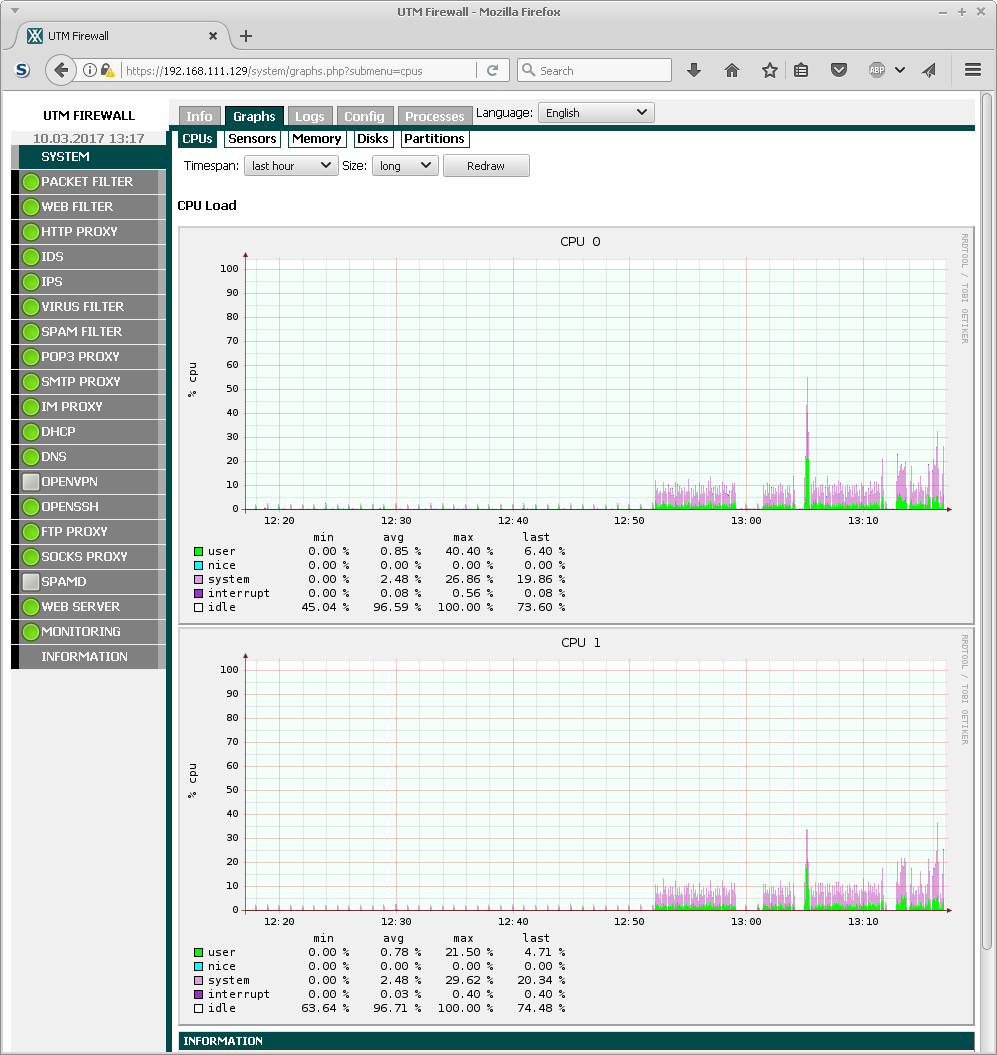 UTM Firewall - Mozilla Firefox
UTM Firewall
https://192.168.111.129/system/graphs.php?submenu=cpus
Search
ABP
S
UTM FIREWALL
10.03.2017 13:17
SYSTEM
PACKET FILTER
WEB FILTER
HTTP PROXY
IDS
IPS
VIRUS FILTER
SPAM FILTER
POP3 PROXY
SMTP PROXY
IM PROXY
DHCP
DNS
OPENVPN
OPENSSH
FTP PROXY
SOCKS PROXY
SPAMD
WEB SERVER
MONITORING
INFORMATION
Info Graphs Logs Config Processes Language: English
CPUs Sensors Memory Disks Partitions
Timespan: last hour Size: long Redraw
CPU Load
CPU 0
RRDTOOL / TOBI OETIKER
% cpu
100
90
80
70
60
50
40
30
20
10
0
12:20 12:30 12:40 12:50 13:00 13:10
min avg max last
user 0.00 % 0.85 % 40.40 % 6.40 %
nice 0.00 % 0.00 % 0.00 % 0.00 %
system 0.00 % 2.48 % 26.86 % 19.86 %
interrupt 0.00 % 0.08 % 0.56 % 0.08 %
idle 45.04 % 96.59 % 100.00 % 73.60 %
CPU 1
RRDTOOL / TOBI OETIKER
% cpu
100
90
80
70
60
50
40
30
20
10
0
12:20 12:30 12:40 12:50 13:00 13:10
min avg max last
user 0.00 % 0.78 % 21.50 % 4.71 %
nice 0.00 % 0.00 % 0.00 % 0.00 %
system 0.00 % 2.48 % 29.62 % 20.34 %
interrupt 0.00 % 0.03 % 0.40 % 0.40 %
idle 63.64 % 96.71 % 100.00 % 74.48 %
INFORMATION